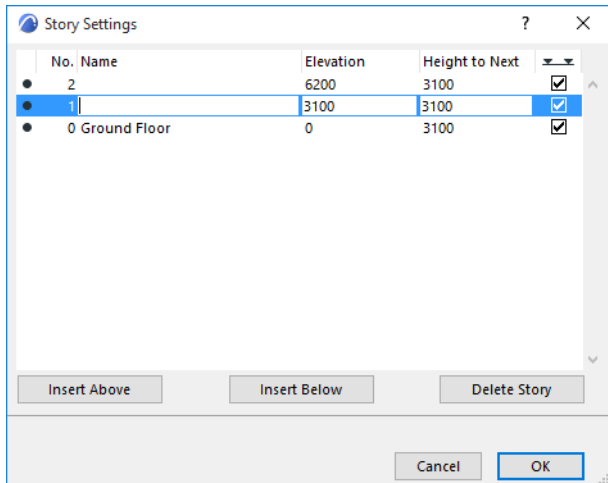 Story Settings ? ×
No. Name Elevation Height to Next
2 6200 3100
1 3100 3100
0 Ground Floor 0 3100
Insert Above Insert Below Delete Story
Cancel OK